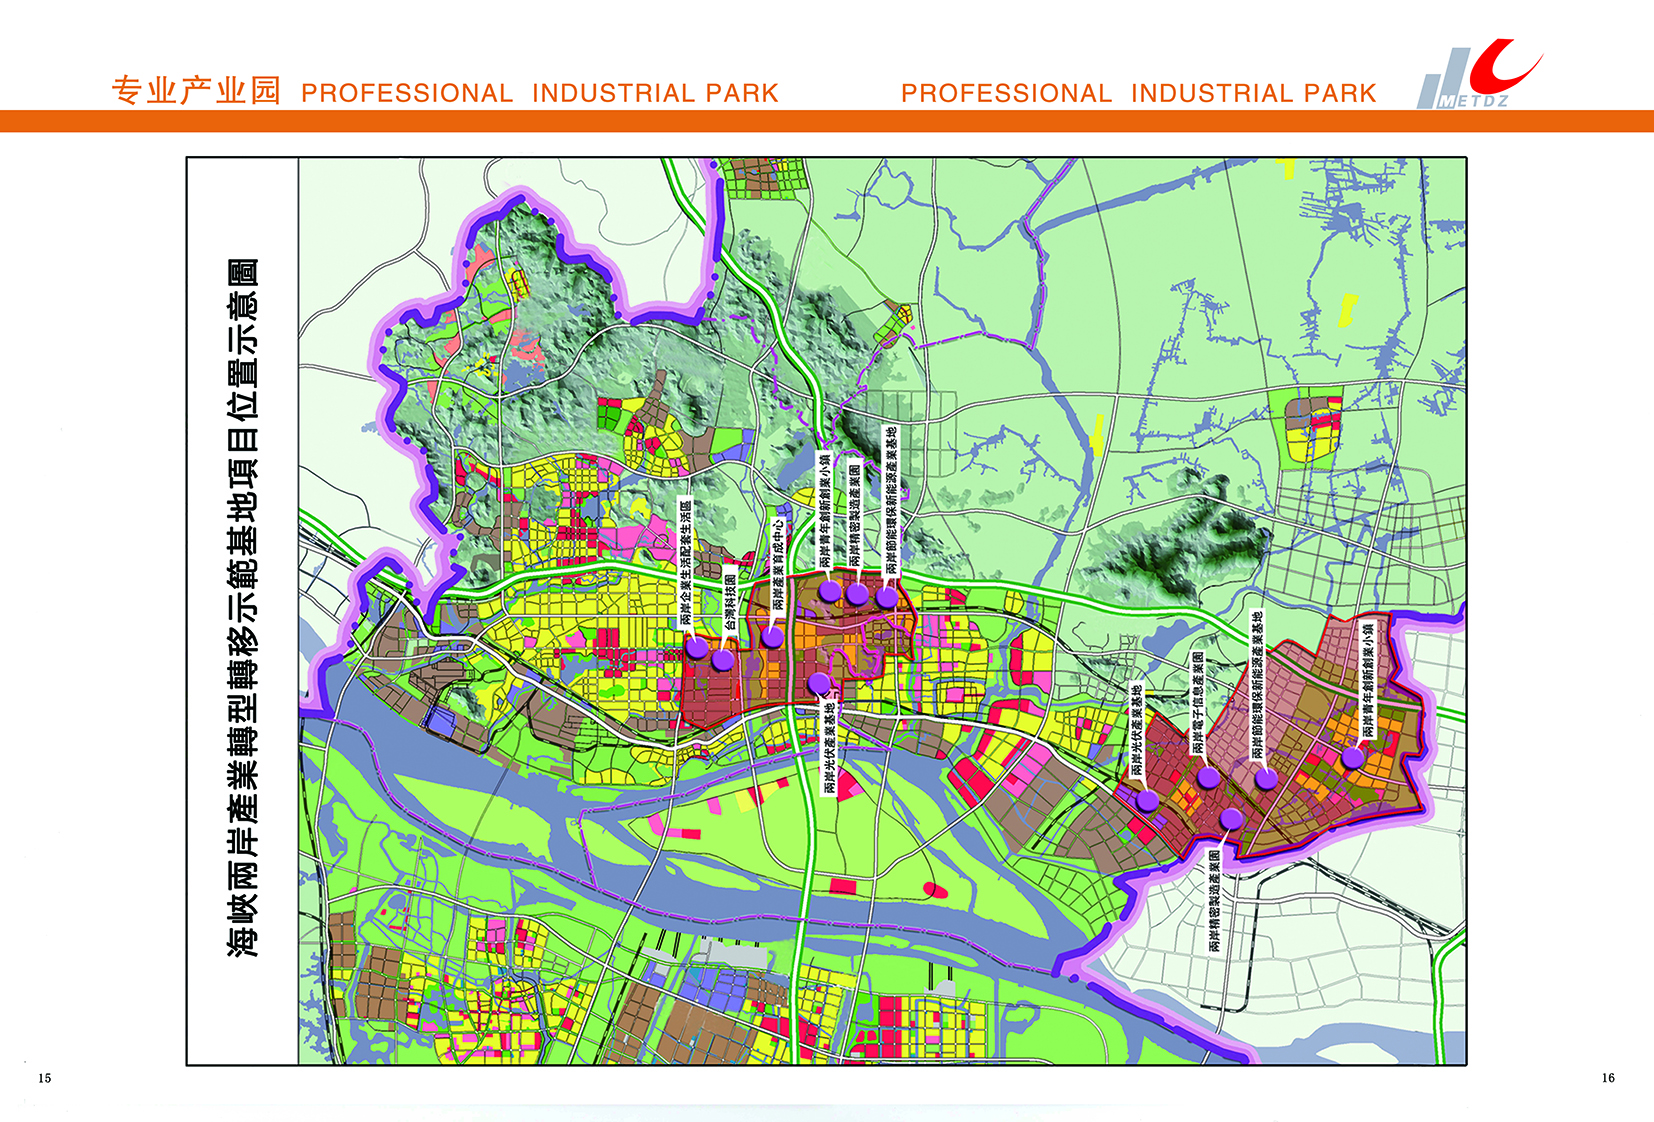 专业产业园 PROFESSIONAL INDUSTRIAL PARK
PROFESSIONAL INDUSTRIAL PARK
METDZ
海峽兩岸產業轉型轉移示範基地項目位置示意圖
兩岸企業生活配套生活區
台灣科技園
兩岸產業育成中心
兩岸青年創新創業小鎮
兩岸精密製造產業園
兩岸節能環保新能源產業基地
兩岸光伏產業基地
兩岸光伏產業基地
兩岸電子信息產業園
兩岸節能環保新能源產業基地
兩岸青年創新創業小鎮
兩岸精密製造產業園
15
16